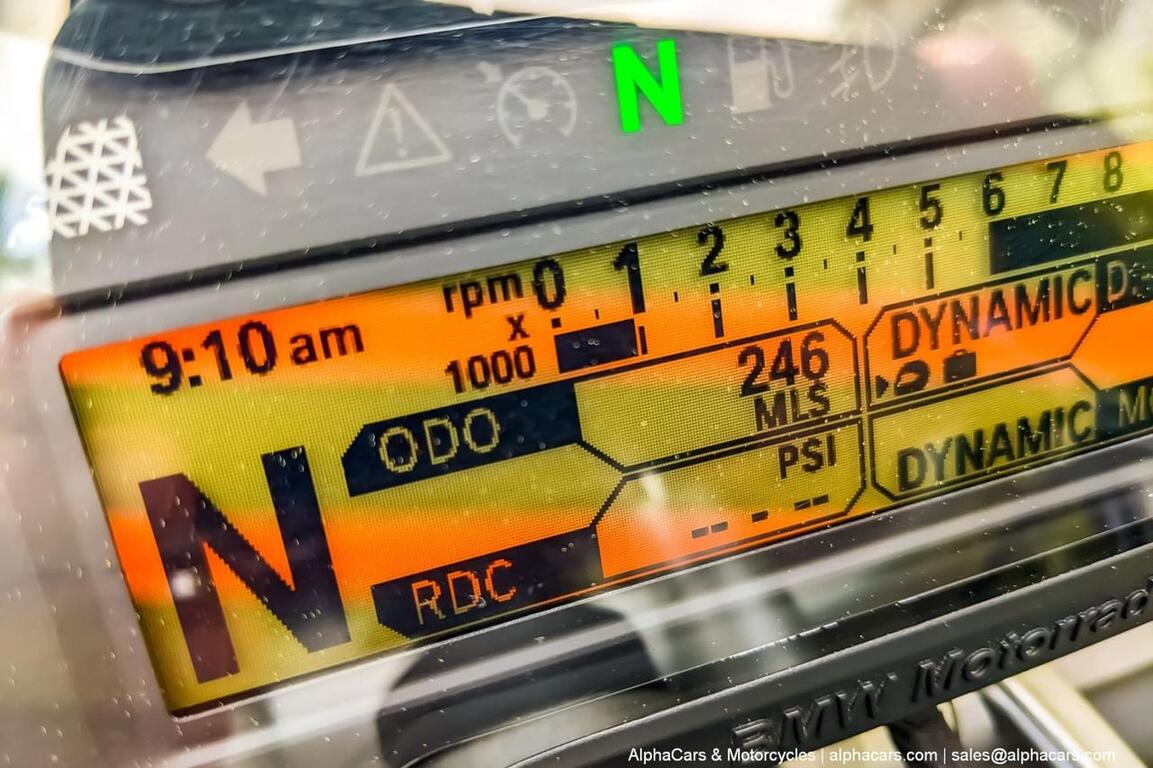 N
rpm 0 1 2 3 4 5 6 7 8
x
1000
9:10 am
246
MLS
ODO
DYNAMIC D
N
PSI
-- - --
DYNAMIC
RDC
BMW Motorrad
AlphaCars & Motorcycles | alphacars.com | sales@alphacars.com